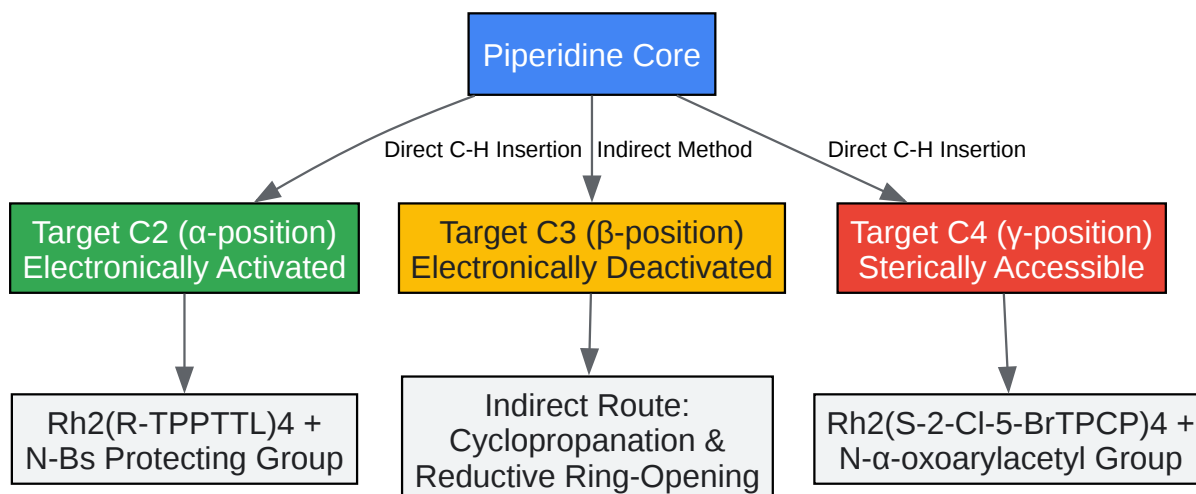 Piperidine Core
Direct C-H Insertion
Indirect Method
Direct C-H Insertion
Target C2 (α-position)
Electronically Activated
Target C3 (β-position)
Electronically Deactivated
Target C4 (γ-position)
Sterically Accessible
Rh2(R-TPPTTL)4 +
N-Bs Protecting Group
Indirect Route:
Cyclopropanation &
Reductive Ring-Opening
Rh2(S-2-Cl-5-BrTPCP)4 +
N-α-oxoarylacetyl Group